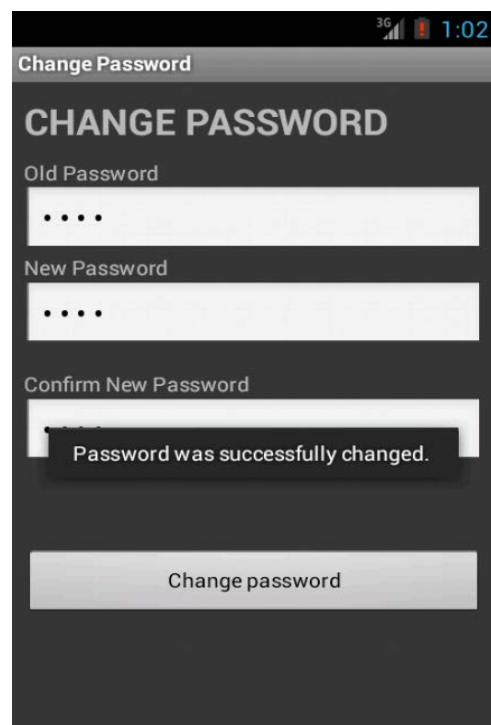 3G 1:02
Change Password
CHANGE PASSWORD
Old Password
••••
New Password
••••
Confirm New Password
Password was successfully changed.
Change password